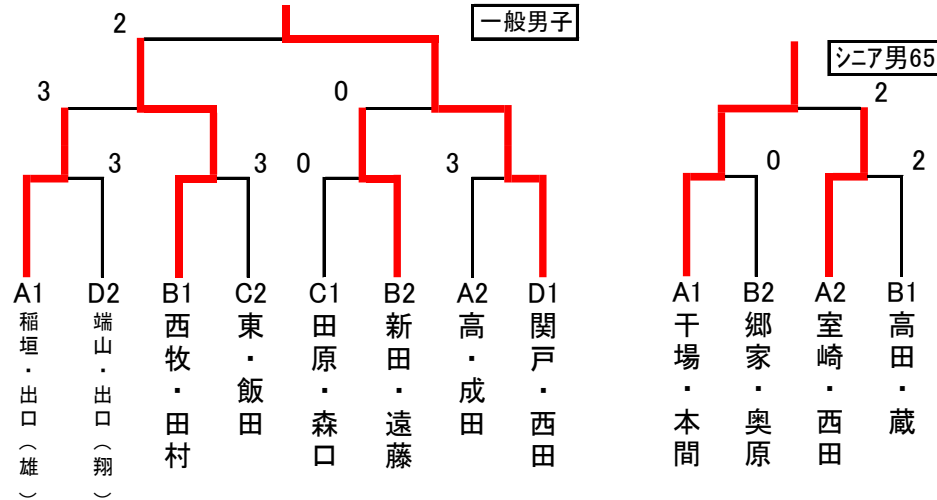 2
一般男子
シニア男65
3
0
2
3
3
0
3
0
2
A1
D2
B1
C2
C1
B2
A2
D1
A1
B2
A2
B1
稲垣・出口(雄)
端山・出口(翔)
西牧・田村
東・飯田
田原・森口
新田・遠藤
高・成田
関戸・西田
干場・本間
郷家・奥原
室崎・西田
高田・蔵